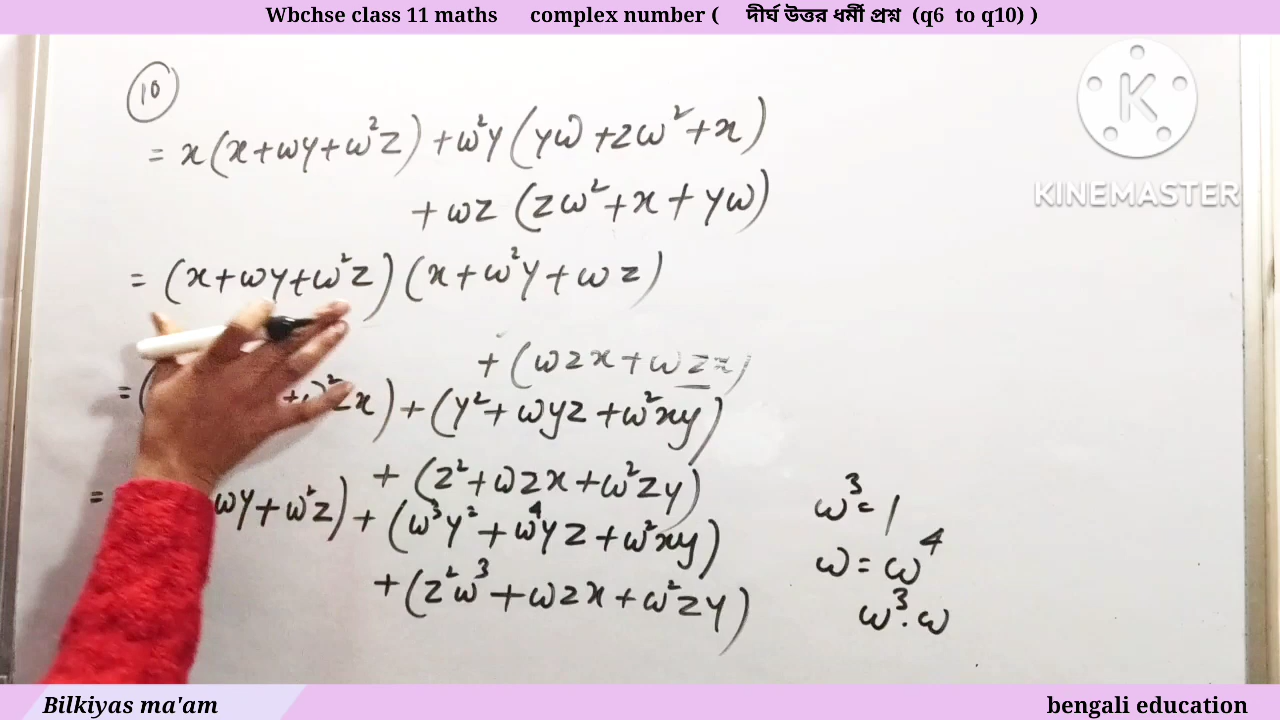 Wbchse class 11 maths complex number ( দীর্ঘ উত্তর ধর্মী প্রশ্ন (q6 to q10) )
10
= x(x+ωy+ω²z)+ω²y(yω+zω²+x)
+ωz(zω²+x+yω)
= (x+ωy+ω²z)(x+ω²y+ωz)
+(ωzx+ω
= ( ω²zx)+(y²+ωyz+ω²xy)
+(z²+ωzx+ω²zy)
= ωy+ω²z)+(ω³y²+ω⁴yz+ω²xy)
+(z²ω³+ωzx+ω²zy)
ω³=1
ω=ω⁴
ω³.ω
K
KINEMASTER
Bilkiyas ma'am
bengali education